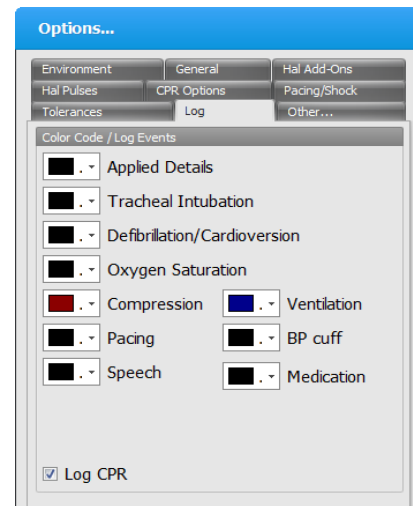 Options...
Environment General Hal Add-Ons
Hal Pulses CPR Options Pacing/Shock
Tolerances Log Other...
Color Code / Log Events
. Applied Details
. Tracheal Intubation
. Defibrillation/Cardioversion
. Oxygen Saturation
. Compression . Ventilation
. Pacing . BP cuff
. Speech . Medication
Log CPR